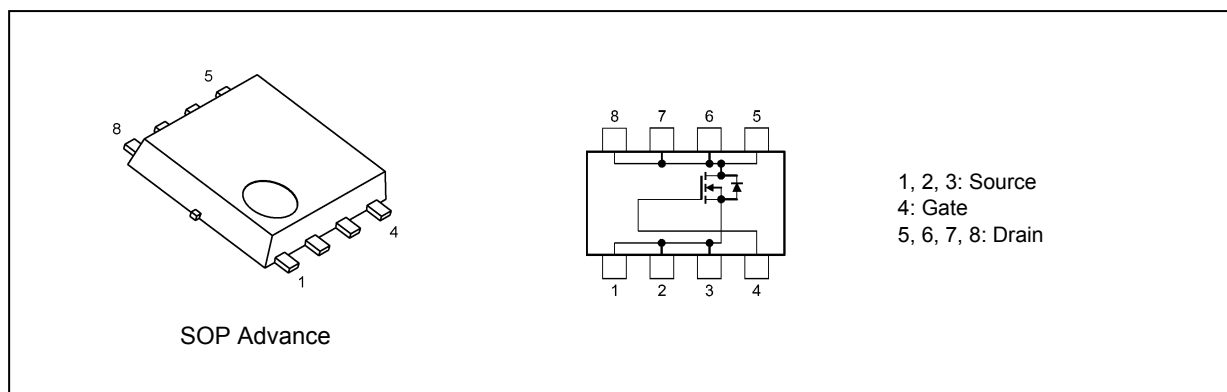 5
8
4
1
SOP Advance
8 7 6 5
1 2 3 4
1, 2, 3: Source
4: Gate
5, 6, 7, 8: Drain